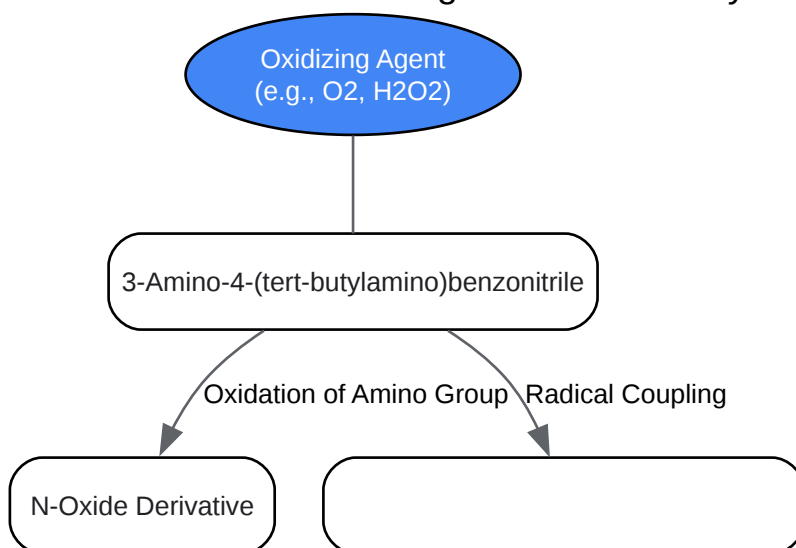 Oxidizing Agent
(e.g., O2, H2O2)
3-Amino-4-(tert-butylamino)benzonitrile
Oxidation of Amino Group Radical Coupling
N-Oxide Derivative